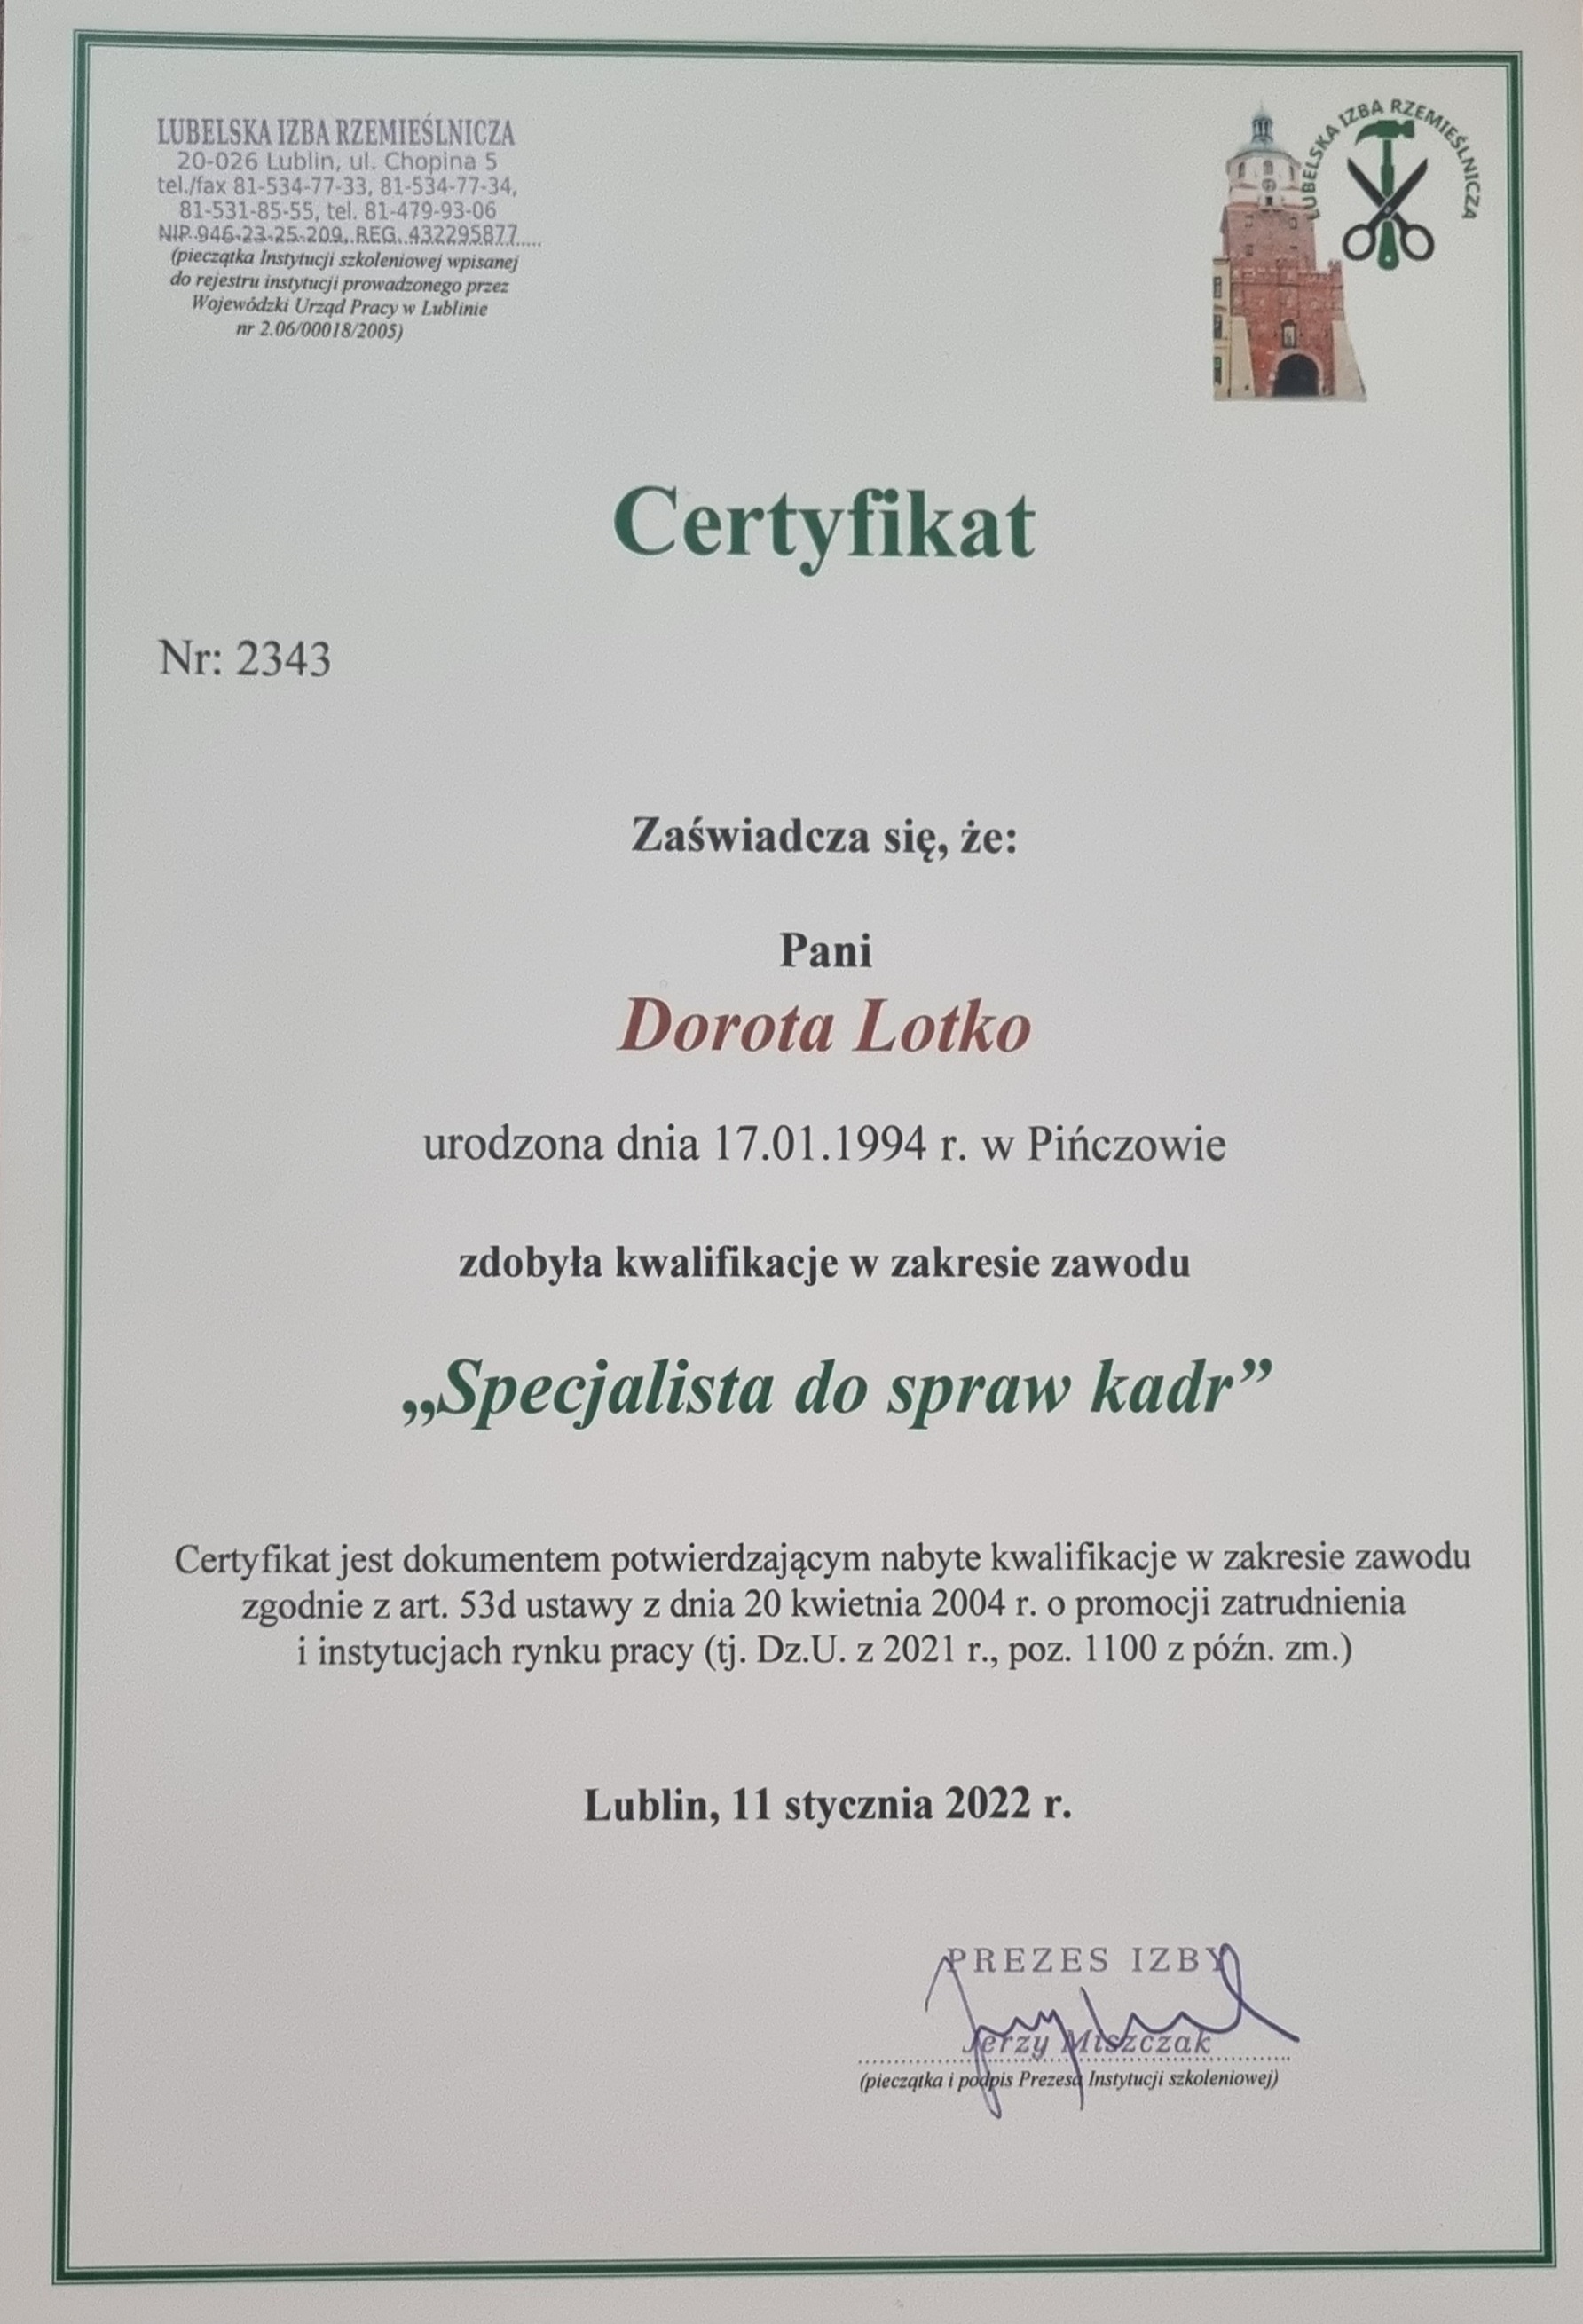 LUBELSKA IZBA RZEMIEŚLNICZA
20-026 Lublin, ul. Chopina 5
tel./fax 81-534-77-33, 81-534-77-34,
81-531-85-55, tel. 81-479-93-06
NIP 946-23-25-209, REG. 432295877
(pieczątka Instytucji szkoleniowej wpisanej
do rejestru instytucji prowadzonego przez
Wojewódzki Urząd Pracy w Lublinie
nr 2.06/00018/2005)
LUBELSKA IZBA RZEMIEŚLNICZA
Certyfikat
Nr: 2343
Zaświadcza się, że:
Pani
Dorota Lotko
urodzona dnia 17.01.1994 r. w Pińczowie
zdobyła kwalifikacje w zakresie zawodu
„Specjalista do spraw kadr”
Certyfikat jest dokumentem potwierdzającym nabyte kwalifikacje w zakresie zawodu
zgodnie z art. 53d ustawy z dnia 20 kwietnia 2004 r. o promocji zatrudnienia
i instytucjach rynku pracy (tj. Dz.U. z 2021 r., poz. 1100 z późn. zm.)
Lublin, 11 stycznia 2022 r.
PREZES IZBY
Jerzy Miszczak
(pieczątka i podpis Prezesa Instytucji szkoleniowej)